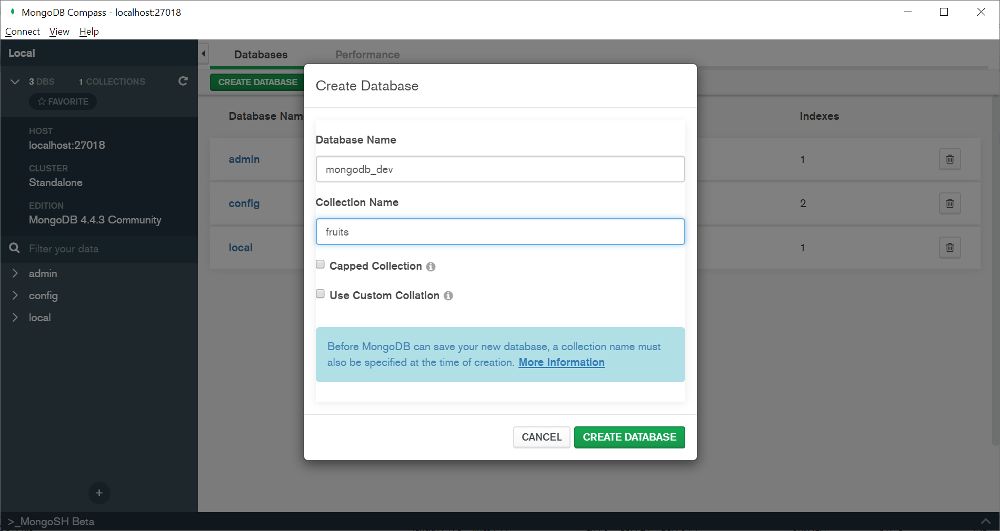 MongoDB Compass - localhost:27018
Connect View Help
Local
Databases Performance
3 DBS 1 COLLECTIONS
FAVORITE
CREATE DATABASE
HOST
localhost:27018
CLUSTER
Standalone
EDITION
MongoDB 4.4.3 Community
Filter your data
admin
config
local
Database Nam
Indexes
admin 1
config 2
local 1
Create Database
Database Name
mongodb_dev
Collection Name
fruits
Capped Collection
Use Custom Collation
Before MongoDB can save your new database, a collection name must
also be specified at the time of creation. More Information
CANCEL CREATE DATABASE
+
>_MongoSH Beta